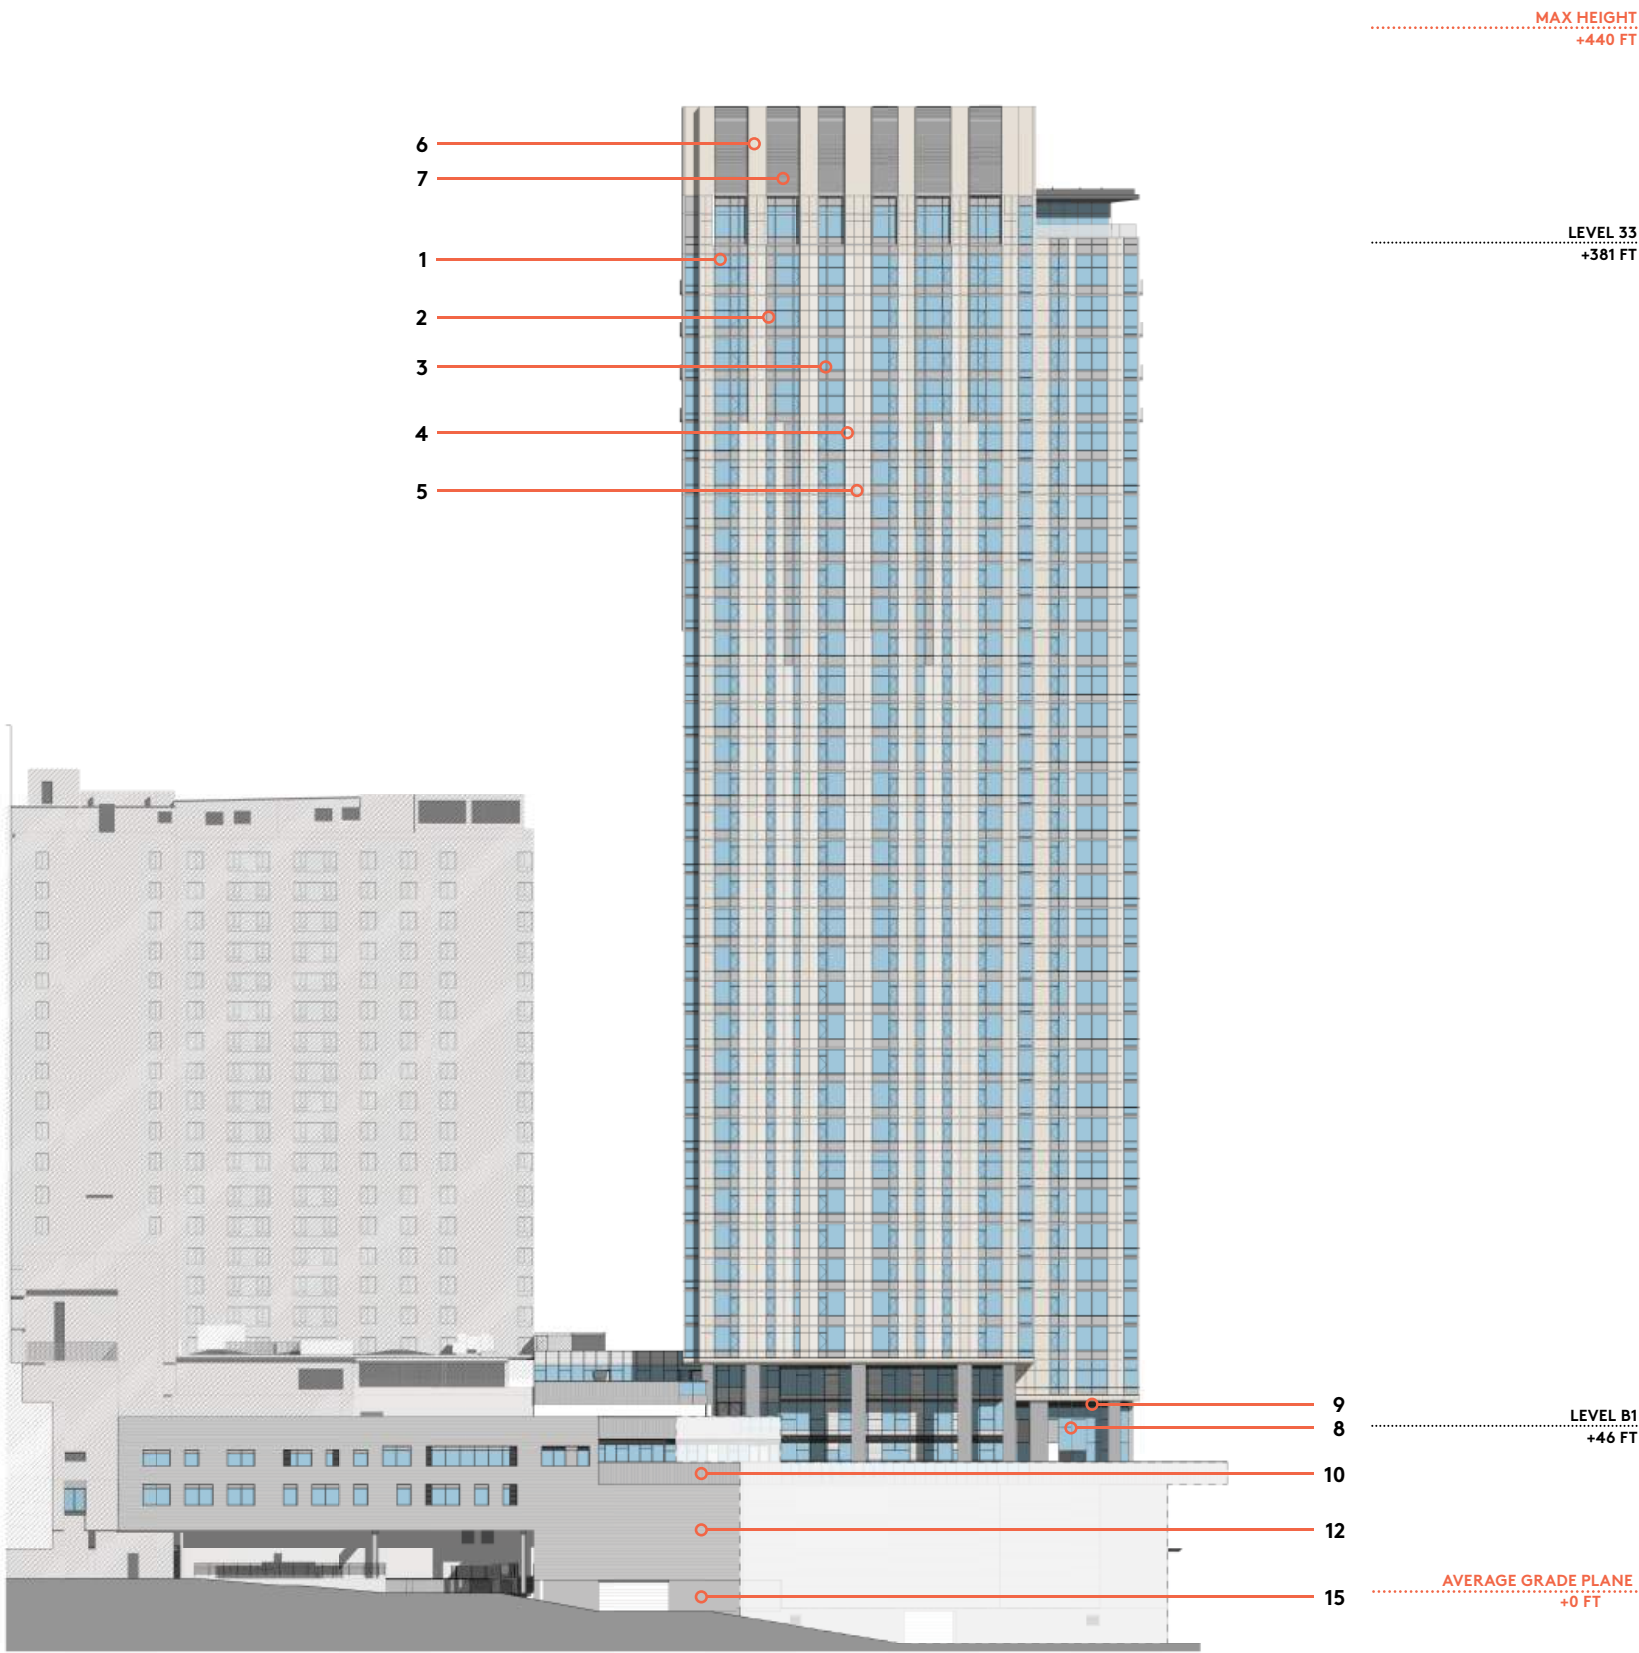 MAX HEIGHT
+440 FT
6
7
LEVEL 33
+381 FT
1
2
3
4
5
9
8
LEVEL B1
+46 FT
10
12
15
AVERAGE GRADE PLANE
+0 FT